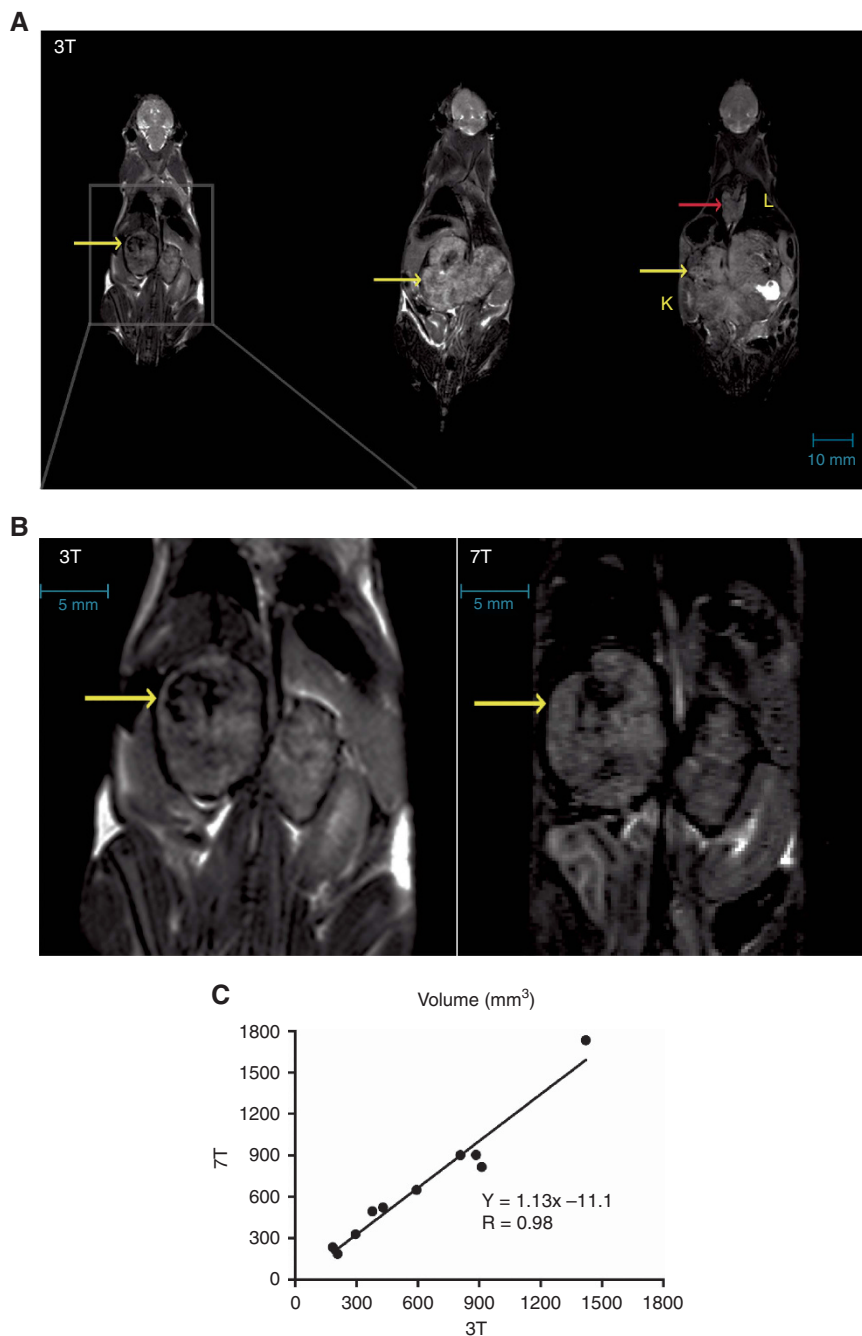 A
3T
L
K
10 mm
B
3T
7T
5 mm
5 mm
C
Volume (mm³)
1800
1500
1200
900
600
300
0
7T
Y = 1.13x –11.1
R = 0.98
0 300 600 900 1200 1500 1800
3T